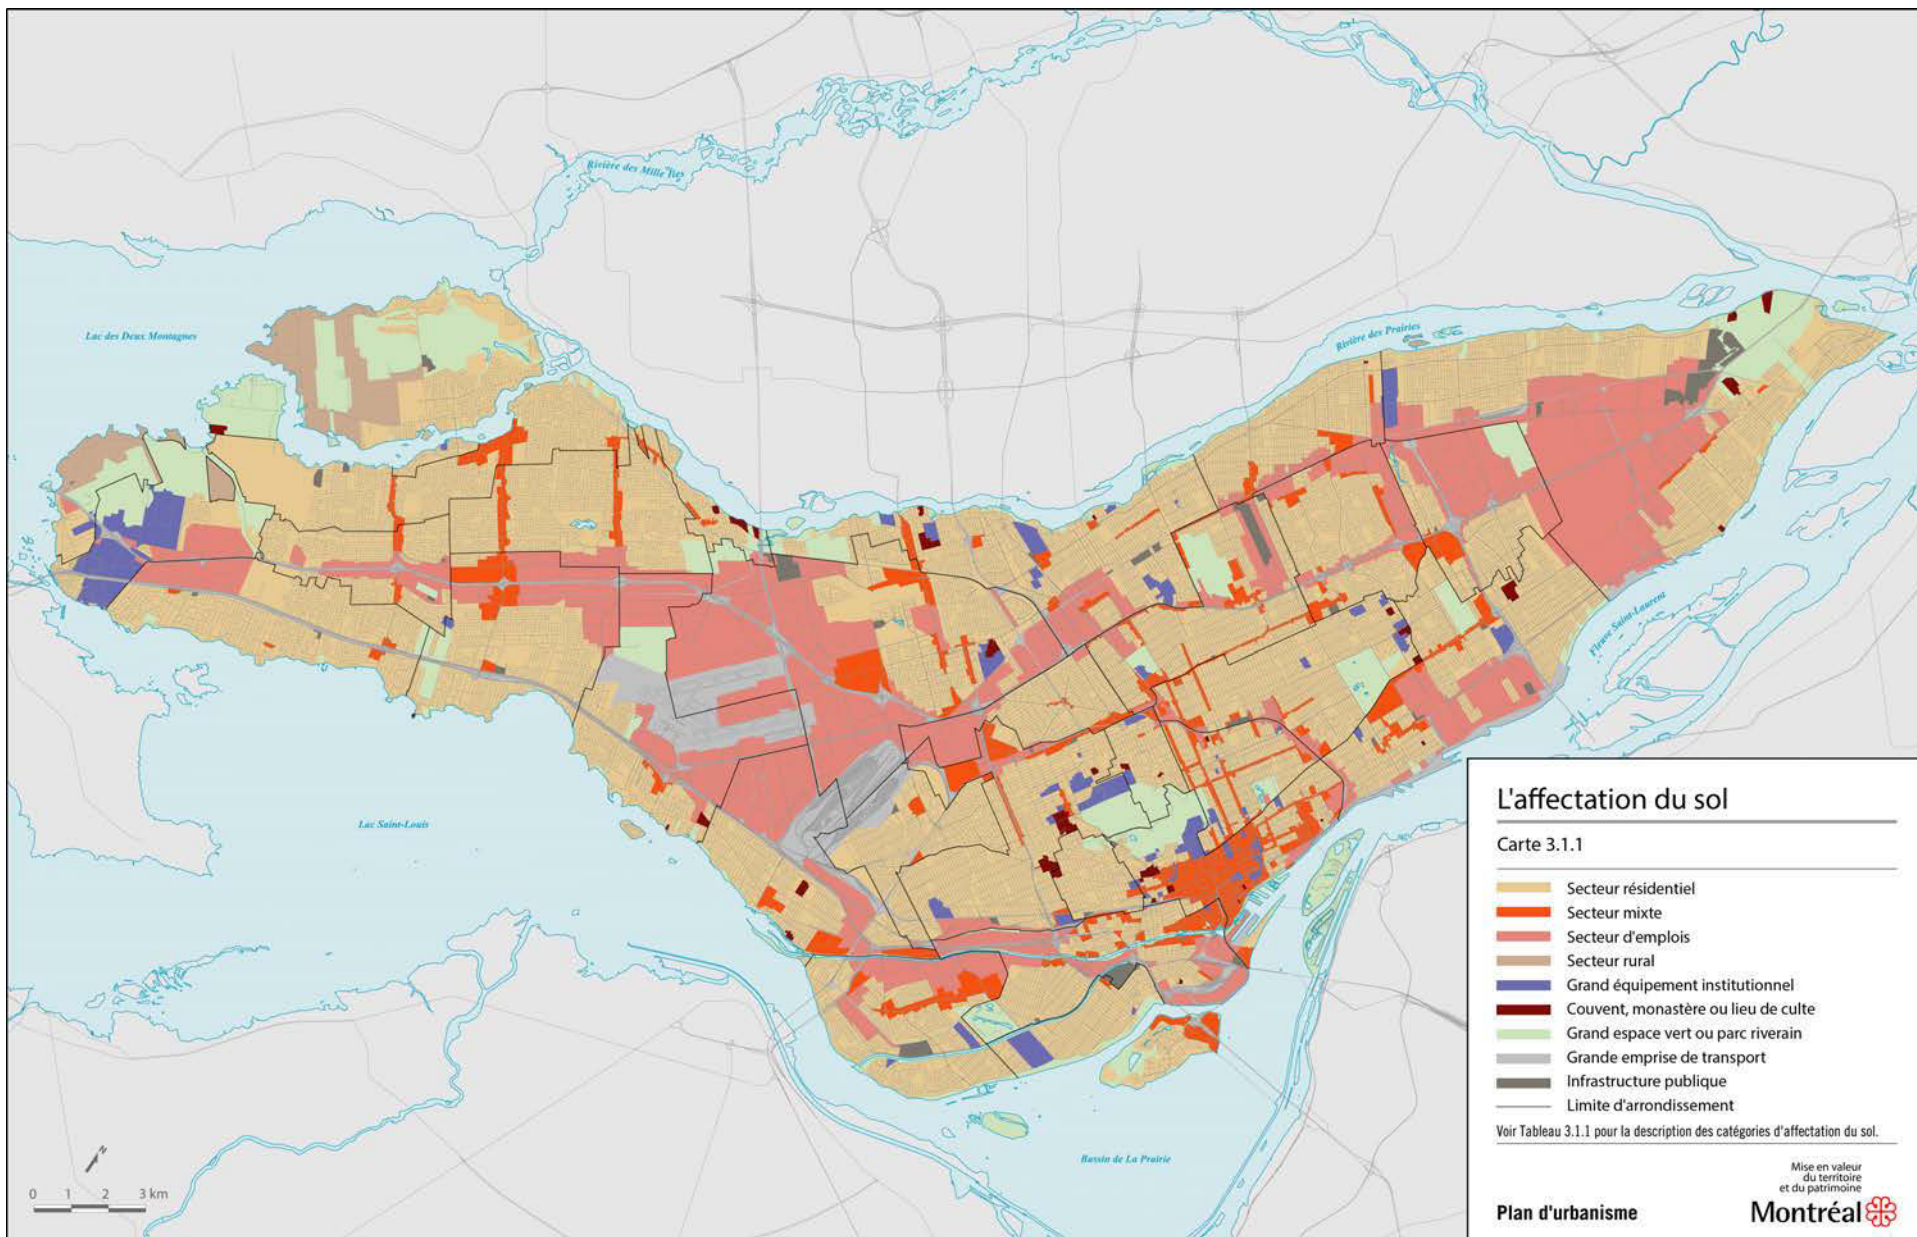 Rivière des Mille Îles
Lac des Deux Montagnes
Rivière des Prairies
Fleuve Saint-Laurent
Lac Saint-Louis
Bassin de La Prairie
N
0 1 2 3 km
L'affectation du sol
Carte 3.1.1
Secteur résidentiel
Secteur mixte
Secteur d'emplois
Secteur rural
Grand équipement institutionnel
Couvent, monastère ou lieu de culte
Grand espace vert ou parc riverain
Grande emprise de transport
Infrastructure publique
Limite d'arrondissement
Voir Tableau 3.1.1 pour la description des catégories d'affectation du sol.
Mise en valeur
du territoire
et du patrimoine
Plan d'urbanisme
Montréal